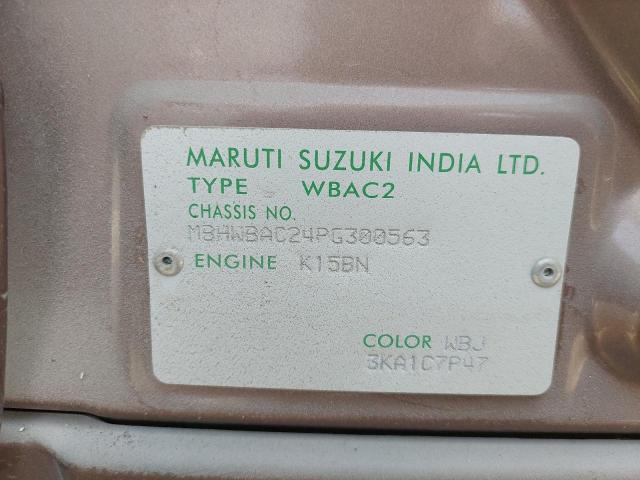 MARUTI SUZUKI INDIA LTD.
TYPE WBAC2
CHASSIS NO.
MBHWBAC24PG300563
ENGINE K15BN
COLOR WBJ
3KA1C7P47